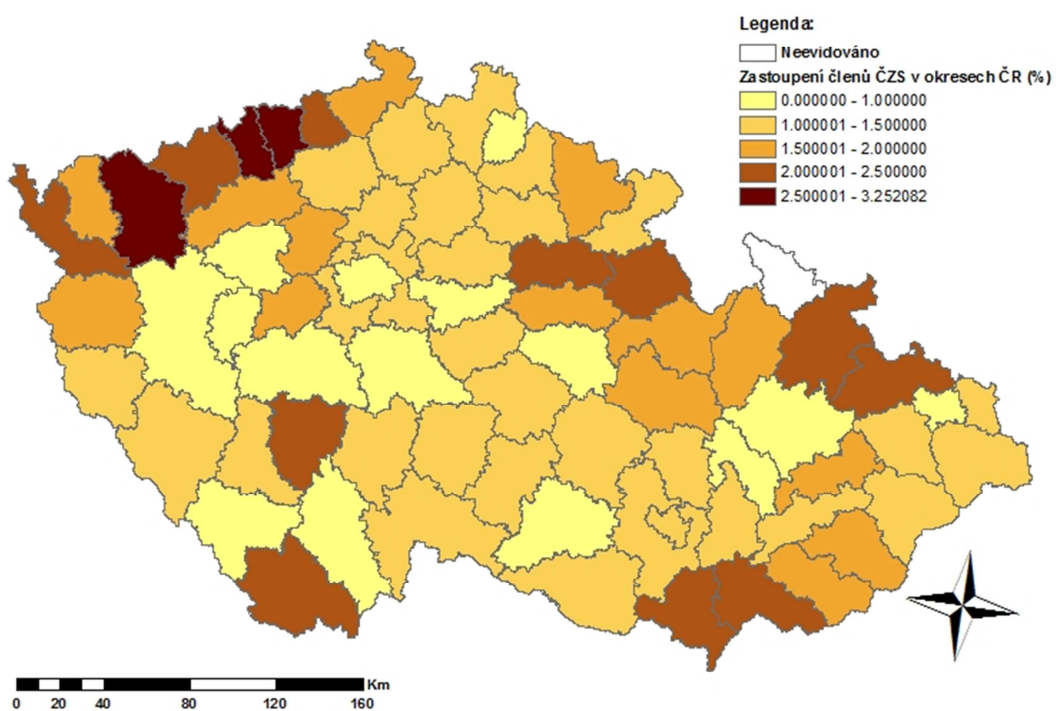 Legenda:
Neevidováno
Zastoupení členů ČZS v okresech ČR (%)
0.000000 - 1.000000
1.000001 - 1.500000
1.500001 - 2.000000
2.000001 - 2.500000
2.500001 - 3.252082
Km
0 20 40 80 120 160